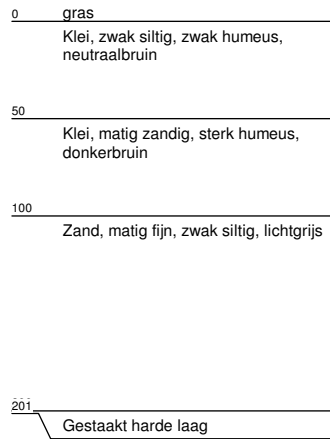 0 gras
Klei, zwak siltig, zwak humeus,
neutraalbruin
50
Klei, matig zandig, sterk humeus,
donkerbruin
100
Zand, matig fijn, zwak siltig, lichtgrijs
201
Gestaakt harde laag